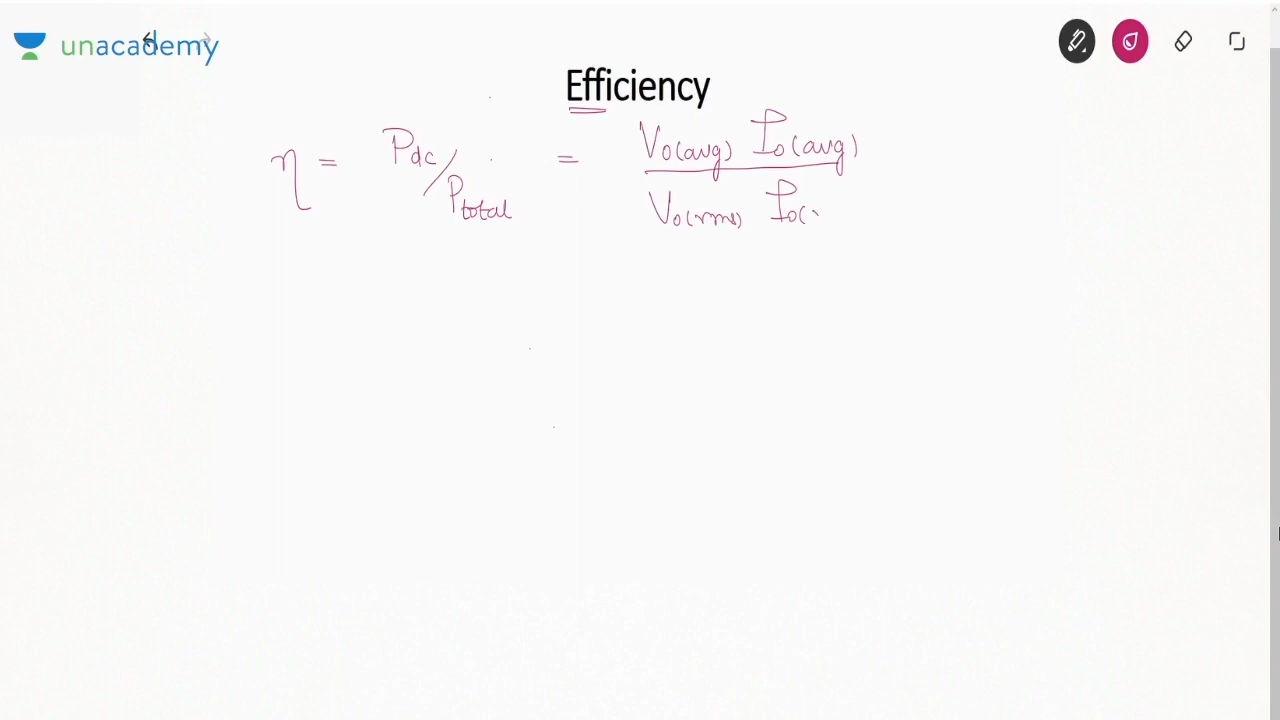 unacademy
Efficiency
η = Pdc/Ptotal = Vo(avg) Io(avg)
Vo(rms) Io(